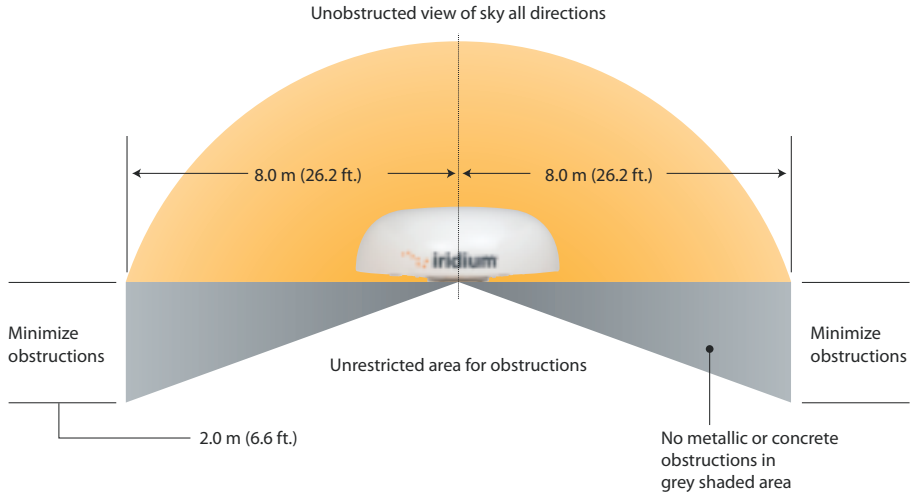 Unobstructed view of sky all directions
8.0 m (26.2 ft.)
8.0 m (26.2 ft.)
iridium
Minimize
obstructions
Minimize
obstructions
Unrestricted area for obstructions
2.0 m (6.6 ft.)
No metallic or concrete
obstructions in
grey shaded area